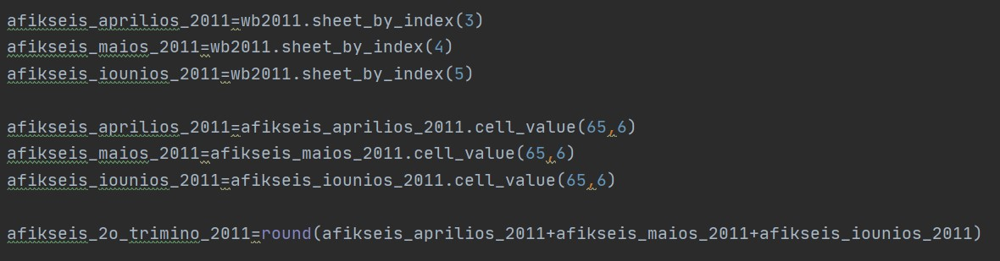 afikseis_aprilios_2011=wb2011.sheet_by_index(3)
afikseis_maios_2011=wb2011.sheet_by_index(4)
afikseis_iounios_2011=wb2011.sheet_by_index(5)
afikseis_aprilios_2011=afikseis_aprilios_2011.cell_value(65,6)
afikseis_maios_2011=afikseis_maios_2011.cell_value(65,6)
afikseis_iounios_2011=afikseis_iounios_2011.cell_value(65,6)
afikseis_2o_trimino_2011=round(afikseis_aprilios_2011+afikseis_maios_2011+afikseis_iounios_2011)